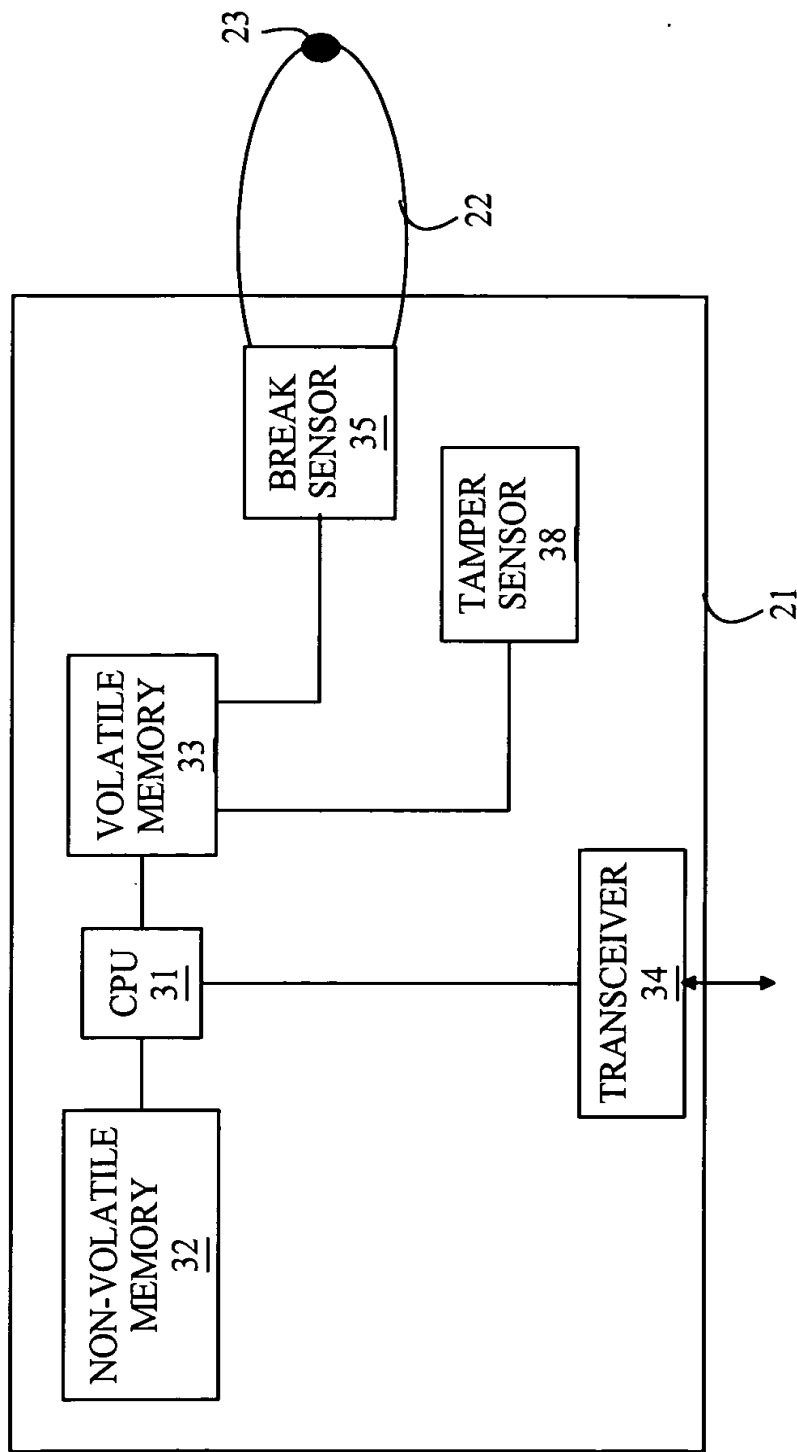 NON-VOLATILE
MEMORY
32
CPU
31
VOLATILE
MEMORY
33
BREAK
SENSOR
35
23
22
TAMPER
SENSOR
38
TRANSCEIVER
34
21